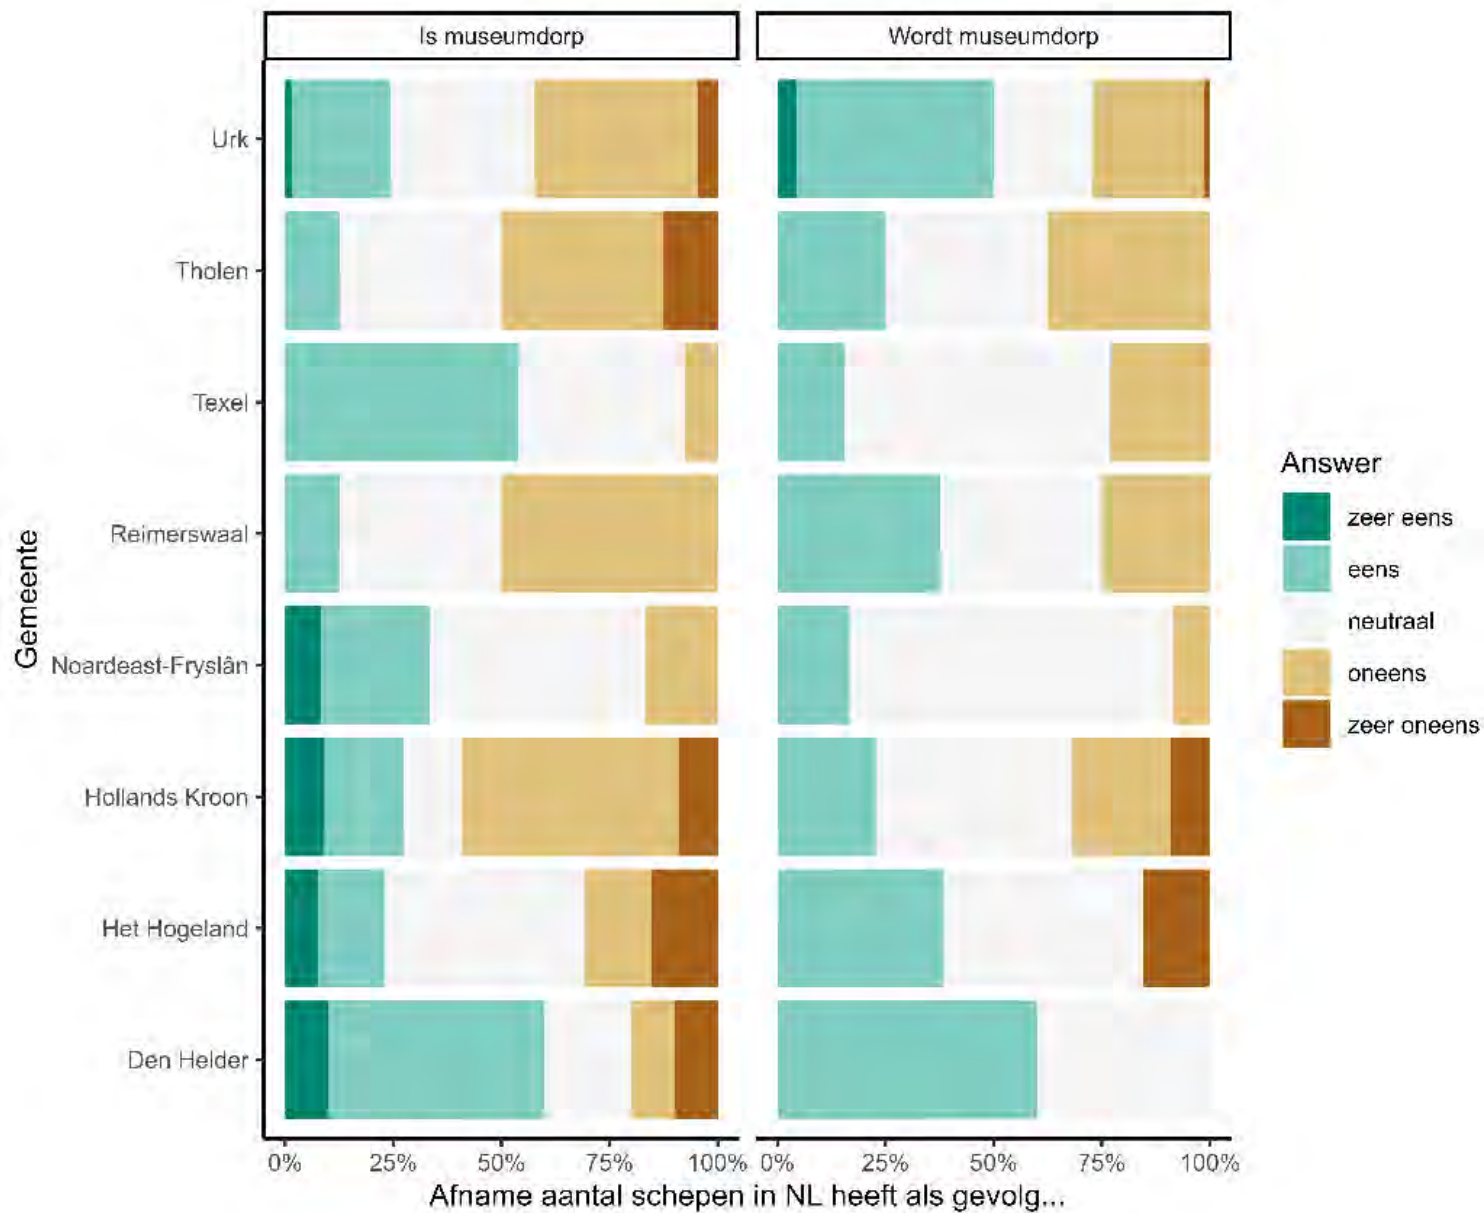 Is museumdorp
Wordt museumdorp
Urk
Tholen
Texel
Reimerswaal
Noardeast-Fryslân
Hollands Kroon
Het Hogeland
Den Helder
Gemeente
0%
25%
50%
75%
100%
0%
25%
50%
75%
100%
Afname aantal schepen in NL heeft als gevolg...
Answer
zeer eens
eens
neutraal
oneens
zeer oneens